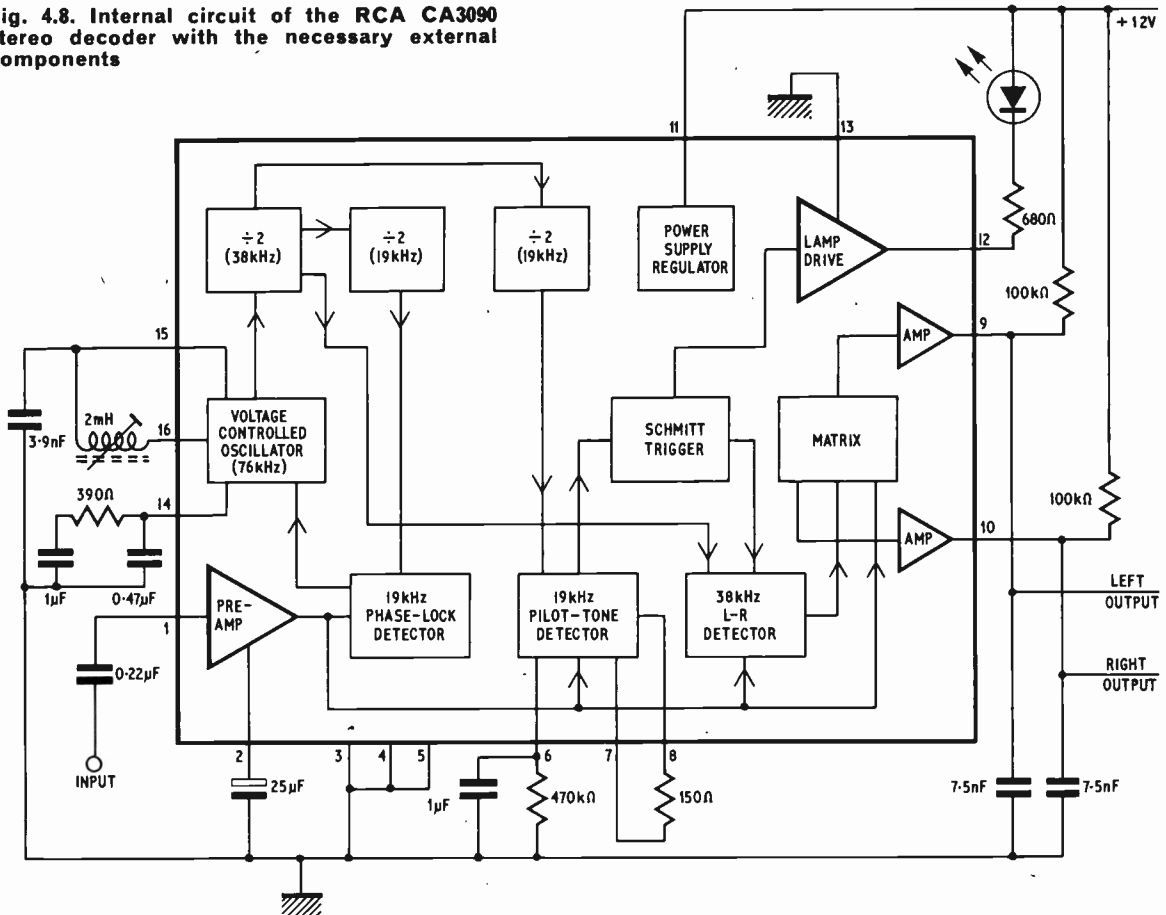 ig. 4.8. Internal circuit of the RCA CA3090
tereo decoder with the necessary external
omponents
+12V
11
13
÷2
(38kHz)
÷2
(19kHz)
÷2
(19kHz)
POWER
SUPPLY
REGULATOR
LAMP
DRIVE
680Ω
12
100kΩ
AMP
9
15
3·9nF
2mH
16
VOLTAGE
CONTROLLED
OSCILLATOR
(76kHz)
SCHMITT
TRIGGER
MATRIX
390Ω
14
100kΩ
AMP
10
1µF
0·47µF
1
PRE-
AMP
19kHz
PHASE-LOCK
DETECTOR
19kHz
PILOT-TONE
DETECTOR
38kHz
L-R
DETECTOR
LEFT
OUTPUT
0·22µF
RIGHT
OUTPUT
INPUT
2
3
4
5
6
7
8
25µF
1µF
470kΩ
150Ω
7·5nF
7·5nF